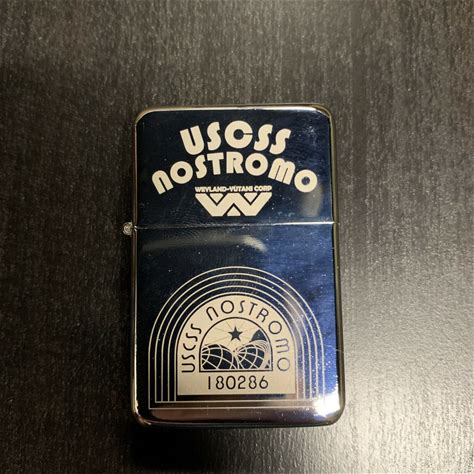 USCSS
NOSTROMO
WEYLAND-YUTANI CORP
USCSS NOSTROMO
180286